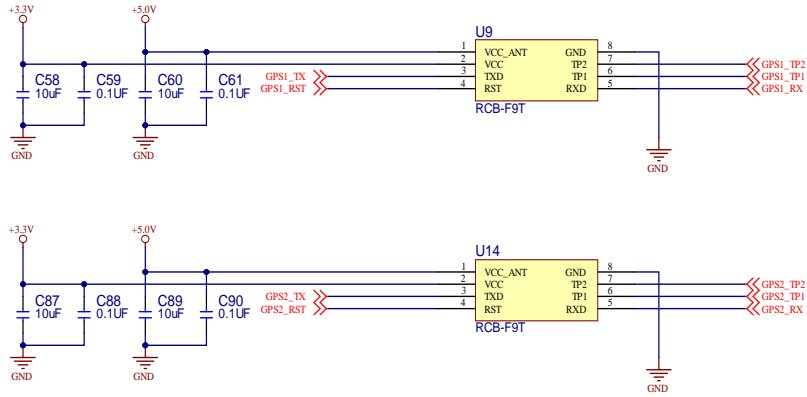 +3.3V
+5.0V
U9
1 VCC_ANT GND 8
2 VCC TP2 7 GPS1_TP2
GPS1_TX 3 TXD TP1 6 GPS1_TP1
GPS1_RST 4 RST RXD 5 GPS1_RX
RCB-F9T
C58 10uF
C59 0.1UF
C60 10uF
C61 0.1UF
GND
GND
GND
+3.3V
+5.0V
U14
1 VCC_ANT GND 8
2 VCC TP2 7 GPS2_TP2
GPS2_TX 3 TXD TP1 6 GPS2_TP1
GPS2_RST 4 RST RXD 5 GPS2_RX
RCB-F9T
C87 10uF
C88 0.1UF
C89 10uF
C90 0.1UF
GND
GND
GND